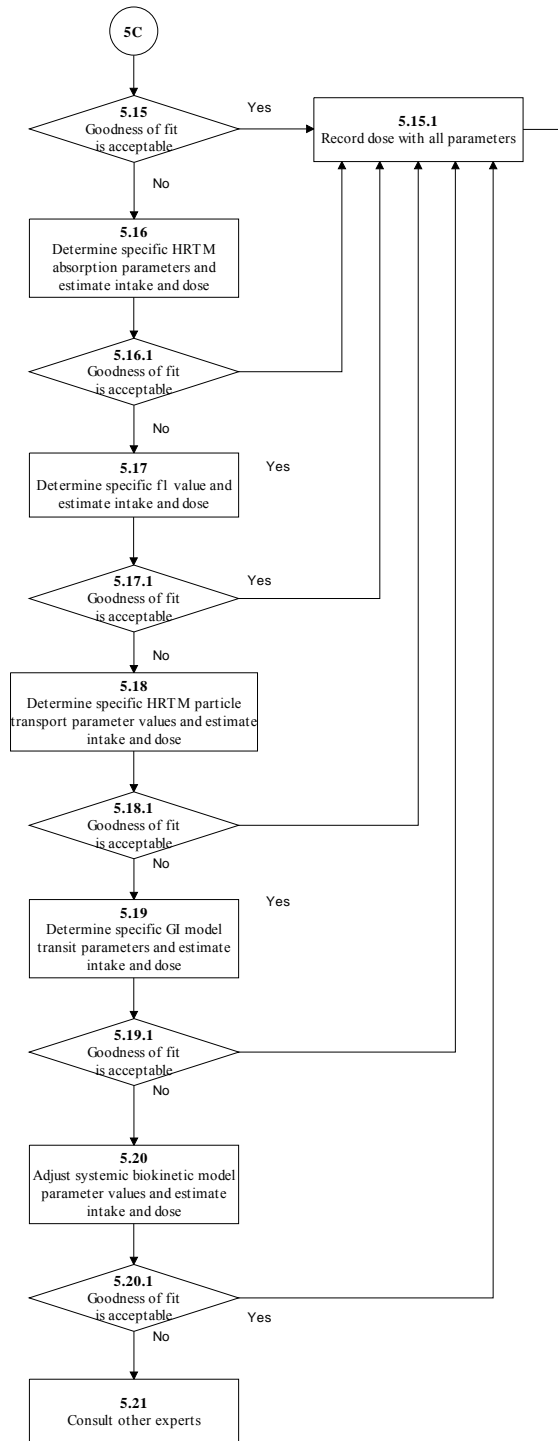 5C
5.15
Goodness of fit
is acceptable
Yes
5.15.1
Record dose with all parameters
No
5.16
Determine specific HRTM
absorption parameters and
estimate intake and dose
5.16.1
Goodness of fit
is acceptable
No
Yes
5.17
Determine specific f1 value and
estimate intake and dose
5.17.1
Goodness of fit
is acceptable
Yes
No
5.18
Determine specific HRTM particle
transport parameter values and estimate
intake and dose
5.18.1
Goodness of fit
is acceptable
No
Yes
5.19
Determine specific GI model
transit parameters and estimate
intake and dose
5.19.1
Goodness of fit
is acceptable
No
5.20
Adjust systemic biokinetic model
parameter values and estimate
intake and dose
5.20.1
Goodness of fit
is acceptable
Yes
No
5.21
Consult other experts